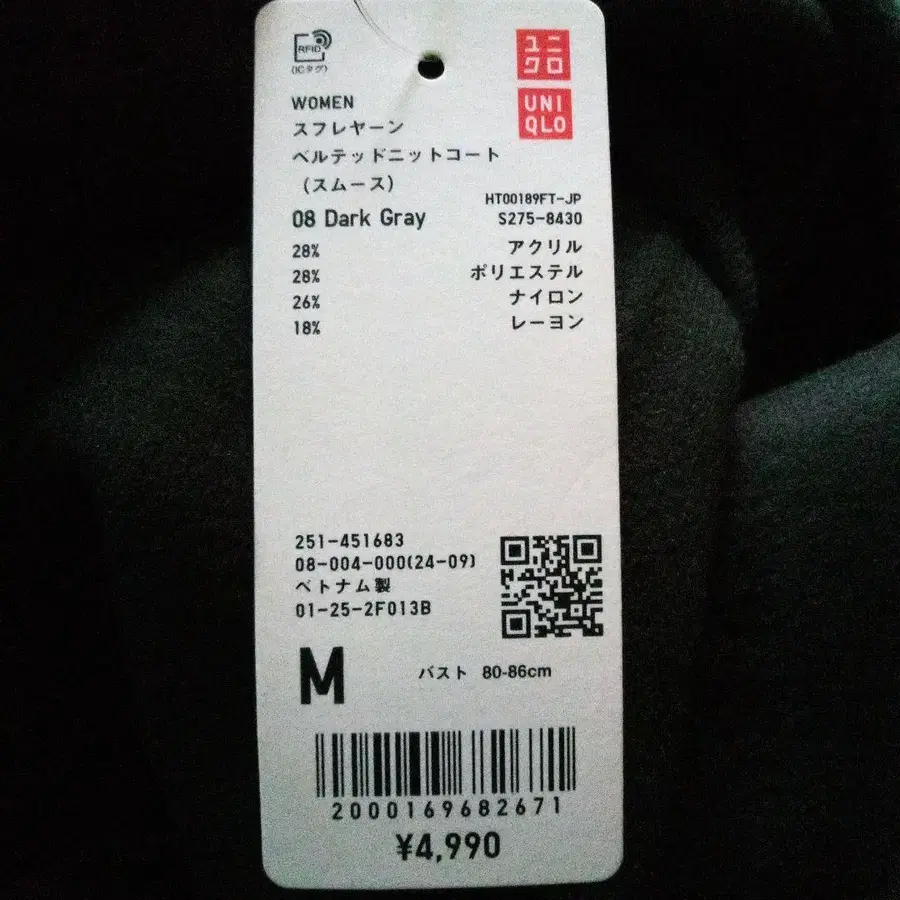 RFID
(ICタグ)
ユニ
クロ
UNI
QLO
WOMEN
スフレヤーン
ベルテッドニットコート
(スムース)
HT00189FT-JP
08 Dark Gray
S275-8430
28% アクリル
28% ポリエステル
26% ナイロン
18% レーヨン
251-451683
08-004-000(24-09)
ベトナム製
01-25-2F013B
M バスト 80-86cm
2000169682671
¥4,990